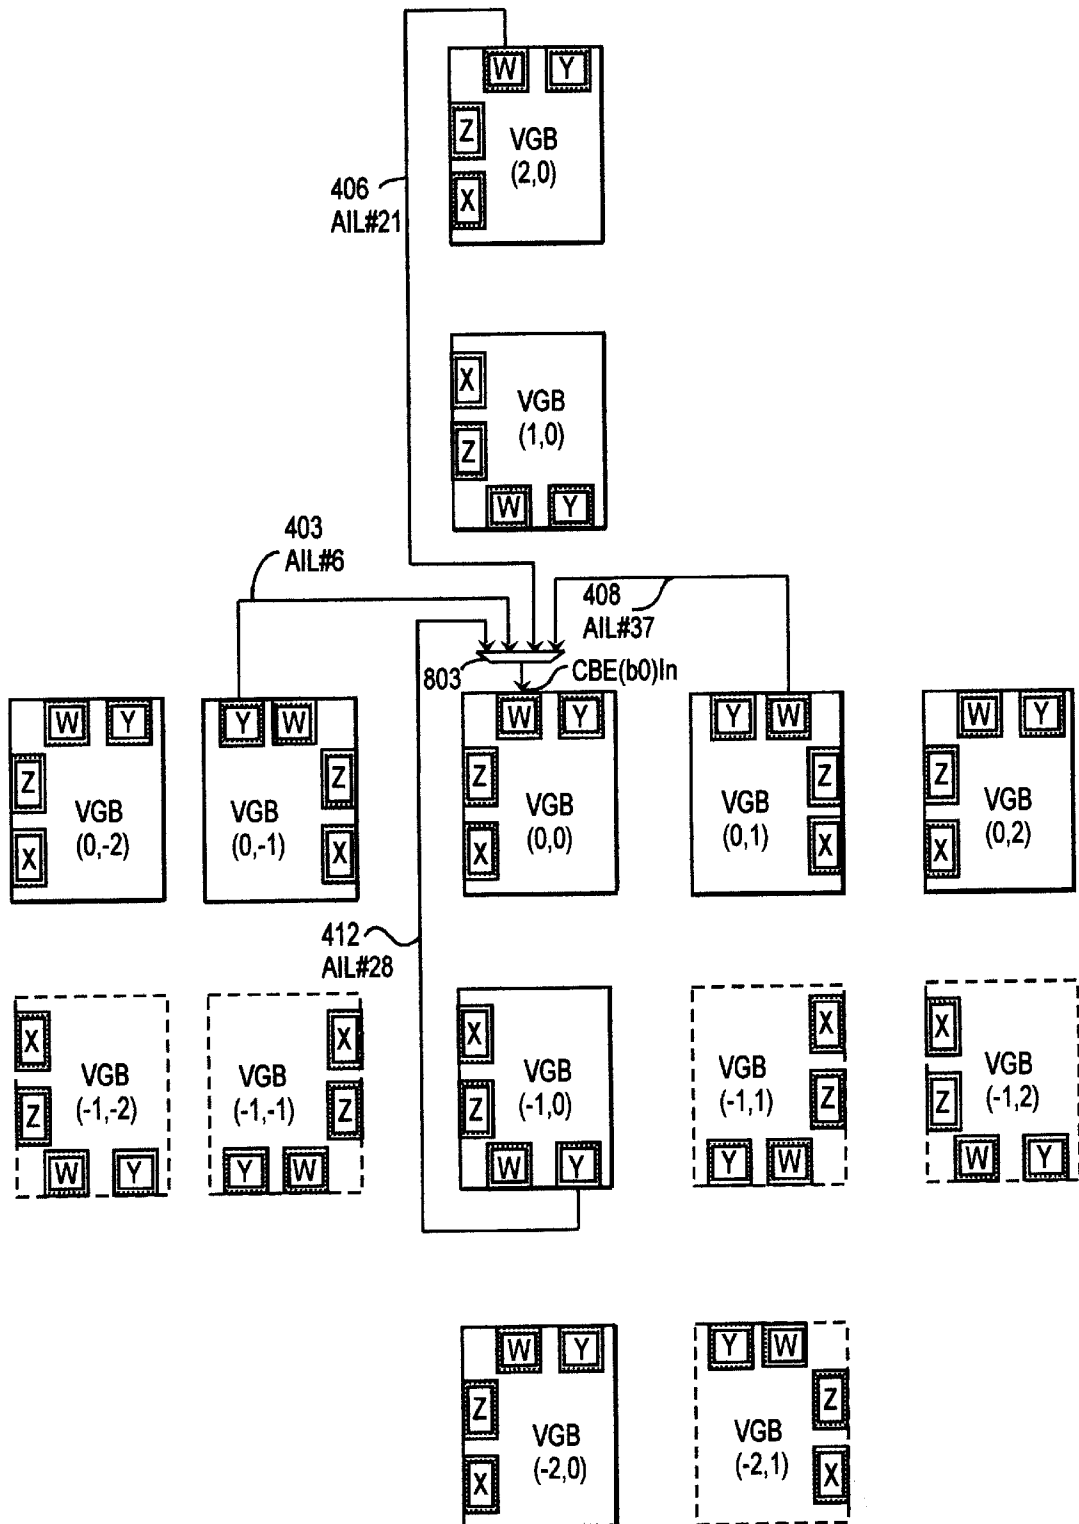 W Y
Z
VGB
(2,0)
X
406
AIL#21
X
VGB
(1,0)
Z
W Y
403
AIL#6
408
AIL#37
803
CBE(b0)In
W Y
Z
VGB
(0,-2)
X
Y W
Z
VGB
(0,-1)
X
W Y
Z
VGB
(0,0)
X
Y W
Z
VGB
(0,1)
X
W Y
Z
VGB
(0,2)
X
412
AIL#28
X
VGB
(-1,-2)
Z
W Y
X
VGB
(-1,-1)
Z
Y W
X
VGB
(-1,0)
Z
W Y
X
VGB
(-1,1)
Z
Y W
X
VGB
(-1,2)
Z
W Y
W Y
Z
VGB
(-2,0)
X
Y W
Z
VGB
(-2,1)
X